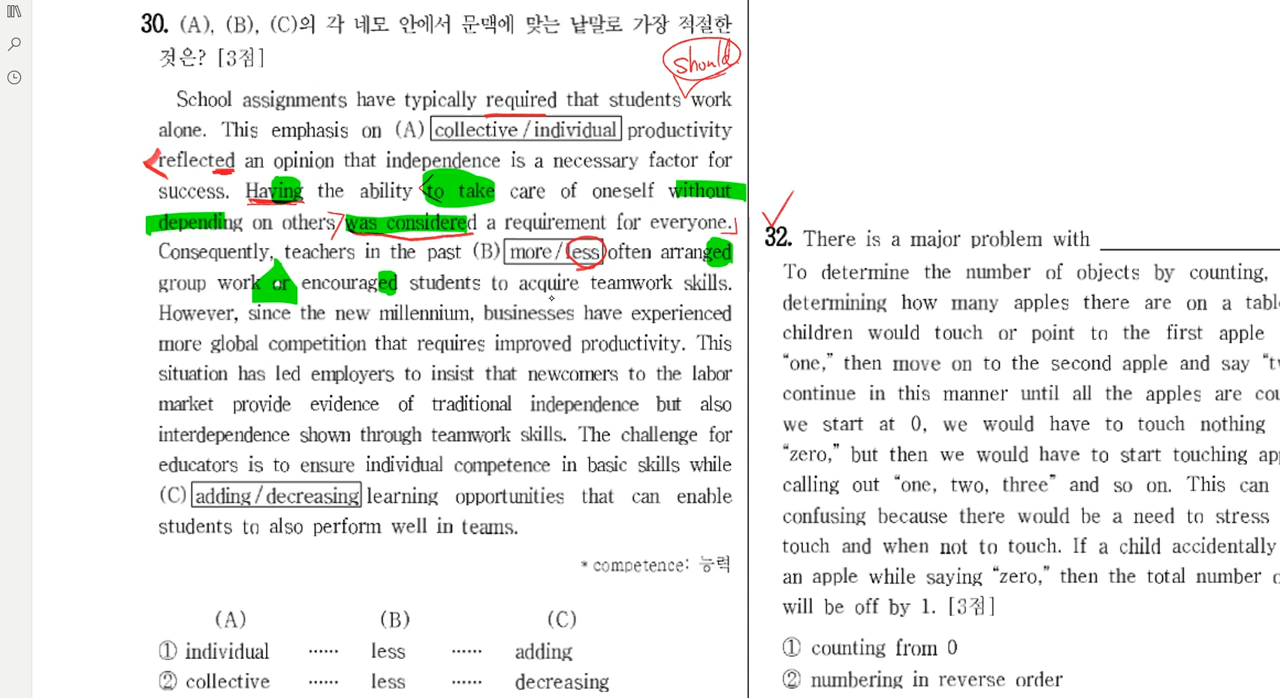 30. (A), (B), (C)의 각 네모 안에서 문맥에 맞는 낱말로 가장 적절한
것은? [3점]
should
School assignments have typically required that students work
alone. This emphasis on (A) collective / individual productivity
reflected an opinion that independence is a necessary factor for
success. Having the ability to take care of oneself without
depending on others was considered a requirement for everyone.
Consequently, teachers in the past (B) more / less often arranged
group work or encouraged students to acquire teamwork skills.
However, since the new millennium, businesses have experienced
more global competition that requires improved productivity. This
situation has led employers to insist that newcomers to the labor
market provide evidence of traditional independence but also
interdependence shown through teamwork skills. The challenge for
educators is to ensure individual competence in basic skills while
(C) adding / decreasing learning opportunities that can enable
students to also perform well in teams.
* competence: 능력
(A) (B) (C)
① individual …… less …… adding
② collective …… less …… decreasing
32. There is a major problem with
To determine the number of objects by counting,
determining how many apples there are on a tabl
children would touch or point to the first apple
“one,” then move on to the second apple and say “t
continue in this manner until all the apples are cou
we start at 0, we would have to touch nothing
“zero,” but then we would have to start touching ap
calling out “one, two, three” and so on. This can
confusing because there would be a need to stress
touch and when not to touch. If a child accidentally
an apple while saying “zero,” then the total number
will be off by 1. [3점]
① counting from 0
② numbering in reverse order